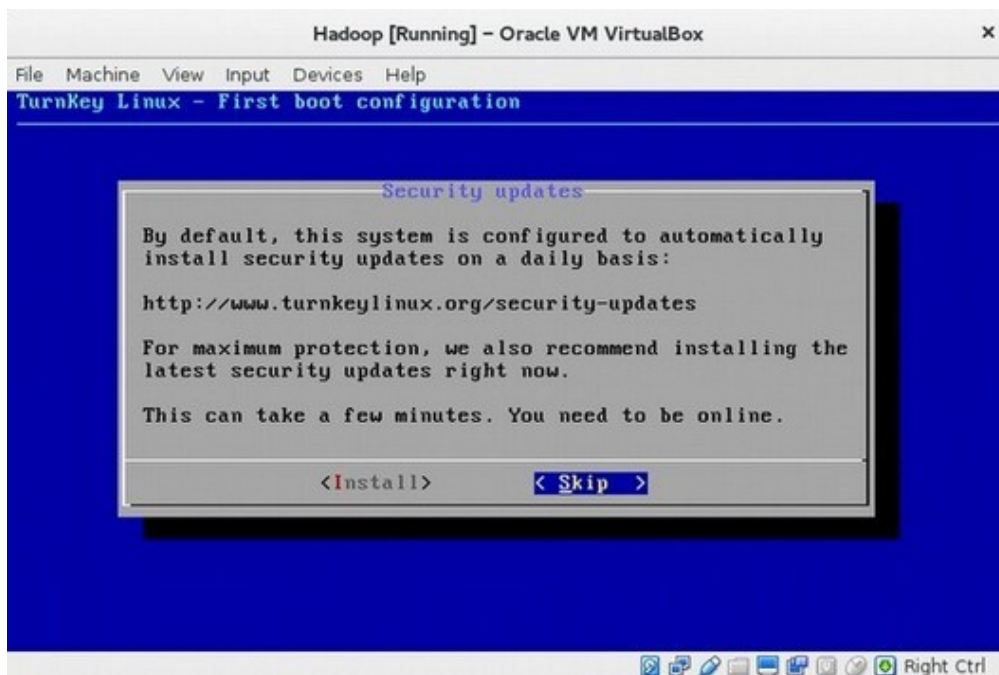 Hadoop [Running] – Oracle VM VirtualBox
File Machine View Input Devices Help
TurnKey Linux - First boot configuration
Security updates
By default, this system is configured to automatically
install security updates on a daily basis:
http://www.turnkeylinux.org/security-updates
For maximum protection, we also recommend installing the
latest security updates right now.
This can take a few minutes. You need to be online.
<Install> < Skip >
Right Ctrl